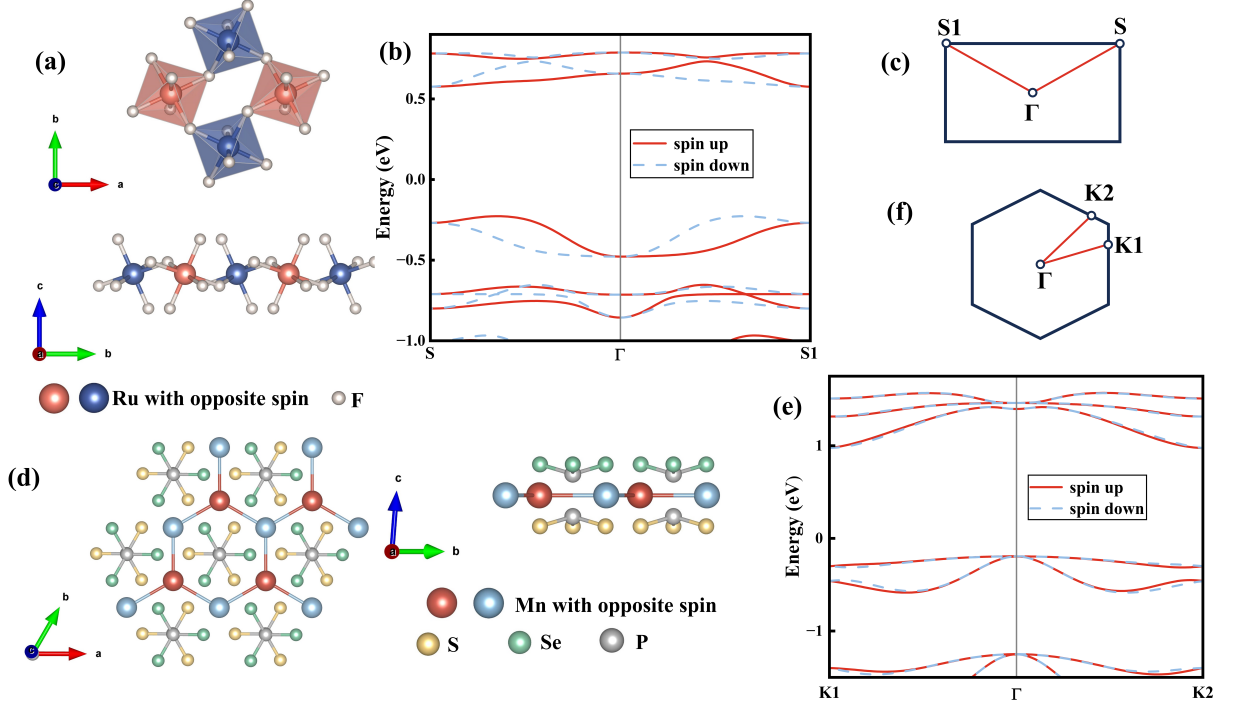 (a)
b
c
a
c
a
b
Ru with opposite spin
F
(b)
Energy (eV)
0.5
0.0
−0.5
−1.0
spin up
spin down
S
Γ
S1
(c)
S1
S
Γ
(f)
K2
K1
Γ
(d)
b
c
a
c
a
b
Mn with opposite spin
S
Se
P
(e)
Energy (eV)
1
0
−1
spin up
spin down
K1
Γ
K2